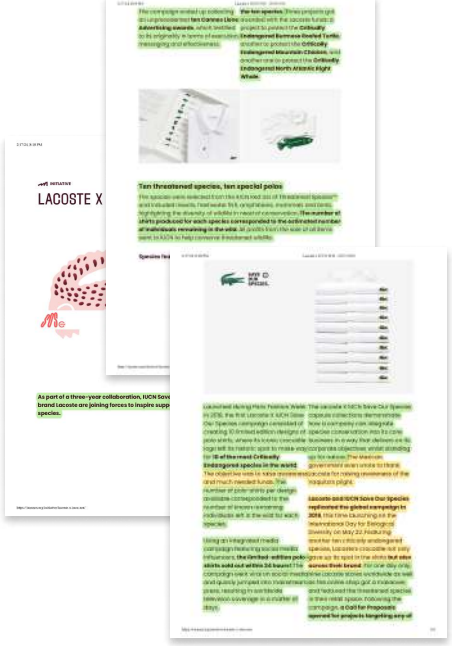 The campaign ended up collecting
an unprecedented ten Cannes Lions
Advertising awards, which testified
to its originality in terms of execution,
messaging and effectiveness.
the ten species. Three projects got
awarded with the Lacoste funds: a
project to protect the Critically
Endangered Burmese Roofed Turtle,
another to protect the Critically
Endangered Mountain Chicken, and
another one to protect the Critically
Endangered North Atlantic Right
Whale.
Ten threatened species, ten special polos
The species were selected from the IUCN Red List of Threatened Species™
and included insects, freshwater fish, amphibians, mammals and birds,
highlighting the diversity of wildlife in need of conservation. The number of
shirts produced for each species corresponded to the estimated number
of individuals remaining in the wild. All profits from the sale of all items
went to IUCN to help conserve threatened wildlife.
Species fea
INITIATIVE
LACOSTE X
As part of a three-year collaboration, IUCN Save
brand Lacoste are joining forces to inspire supp
species.
SAVE
OUR
SPECIES.
Launched during Paris Fashion Week
in 2018, the first Lacoste X IUCN Save
Our Species campaign consisted of
creating 10 limited edition designs of
polo shirts, where its iconic crocodile
logo left its historic spot to make way
for 10 of the most Critically
Endangered species in the world.
The objective was to raise awareness
and much needed funds. The
number of polo-shirts per design
available corresponded to the
number of known remaining
individuals left in the wild for each
species.
Using an integrated media
campaign featuring social media
influencers, the limited-edition polo
shirts sold out within 24 hours! The
campaign went viral on social media
and quickly jumped into mainstream
press, resulting in worldwide
television coverage in a matter of
days.
The Lacoste X IUCN Save Our Species
capsule collections demonstrate
how a company can integrate
species conservation into its core
business in a way that delivers on its
corporate objectives whilst standing
up for nature. The Mexican
government even wrote to thank
Lacoste for raising awareness of the
Vaquita's plight.
Lacoste and IUCN Save Our Species
replicated the global campaign in
2019, this time launching on the
International Day for Biological
Diversity on May 22. Featuring
another ten critically endangered
species, Lacoste's crocodile not only
gave up its spot in the shirts but also
across their brand. For one day only,
nine Lacoste stores worldwide as well
as the online shop got a makeover,
and featured the threatened species
in their retail space. Following the
campaign, a Call for Proposals
opened for projects targeting any of